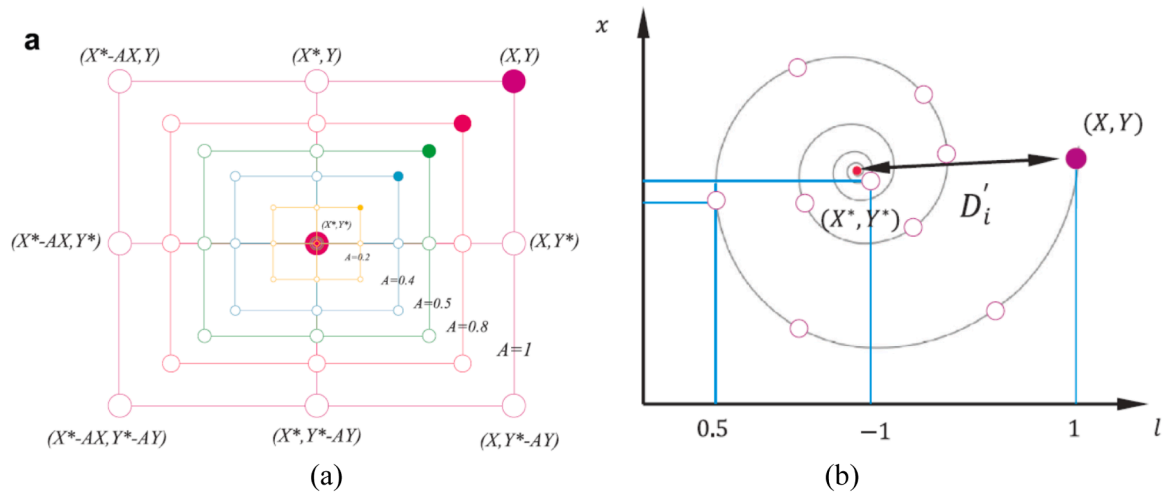 a
(X*-AX,Y)
(X*,Y)
(X,Y)
(X*-AX,Y*)
(X*,Y*)
(X,Y*)
A=0.2
A=0.4
A=0.5
A=0.8
A=1
(X*-AX,Y*-AY)
(X*,Y*-AY)
(X,Y*-AY)
(a)
x
(X,Y)
D'i
(X*,Y*)
0.5
−1
1
l
(b)